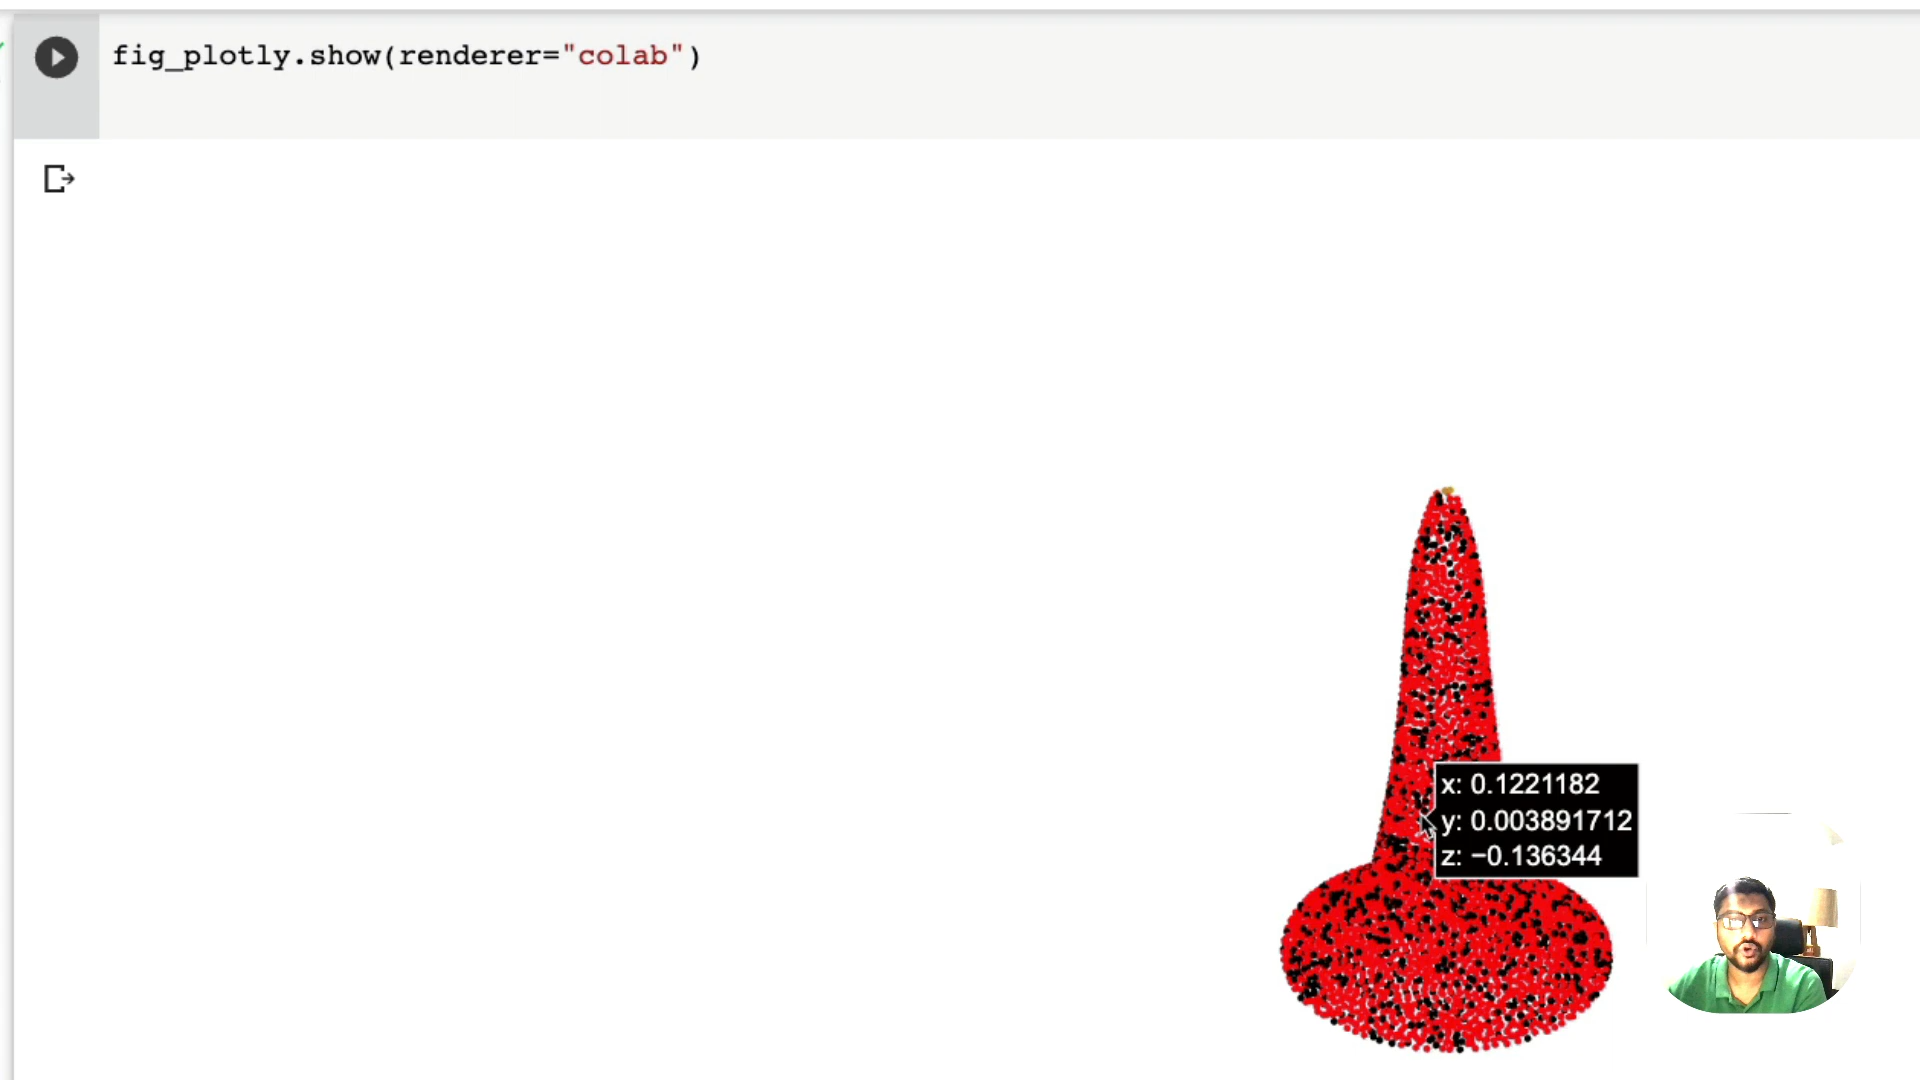 fig_plotly.show(renderer="colab")
x: 0.1221182
y: 0.003891712
z: −0.136344